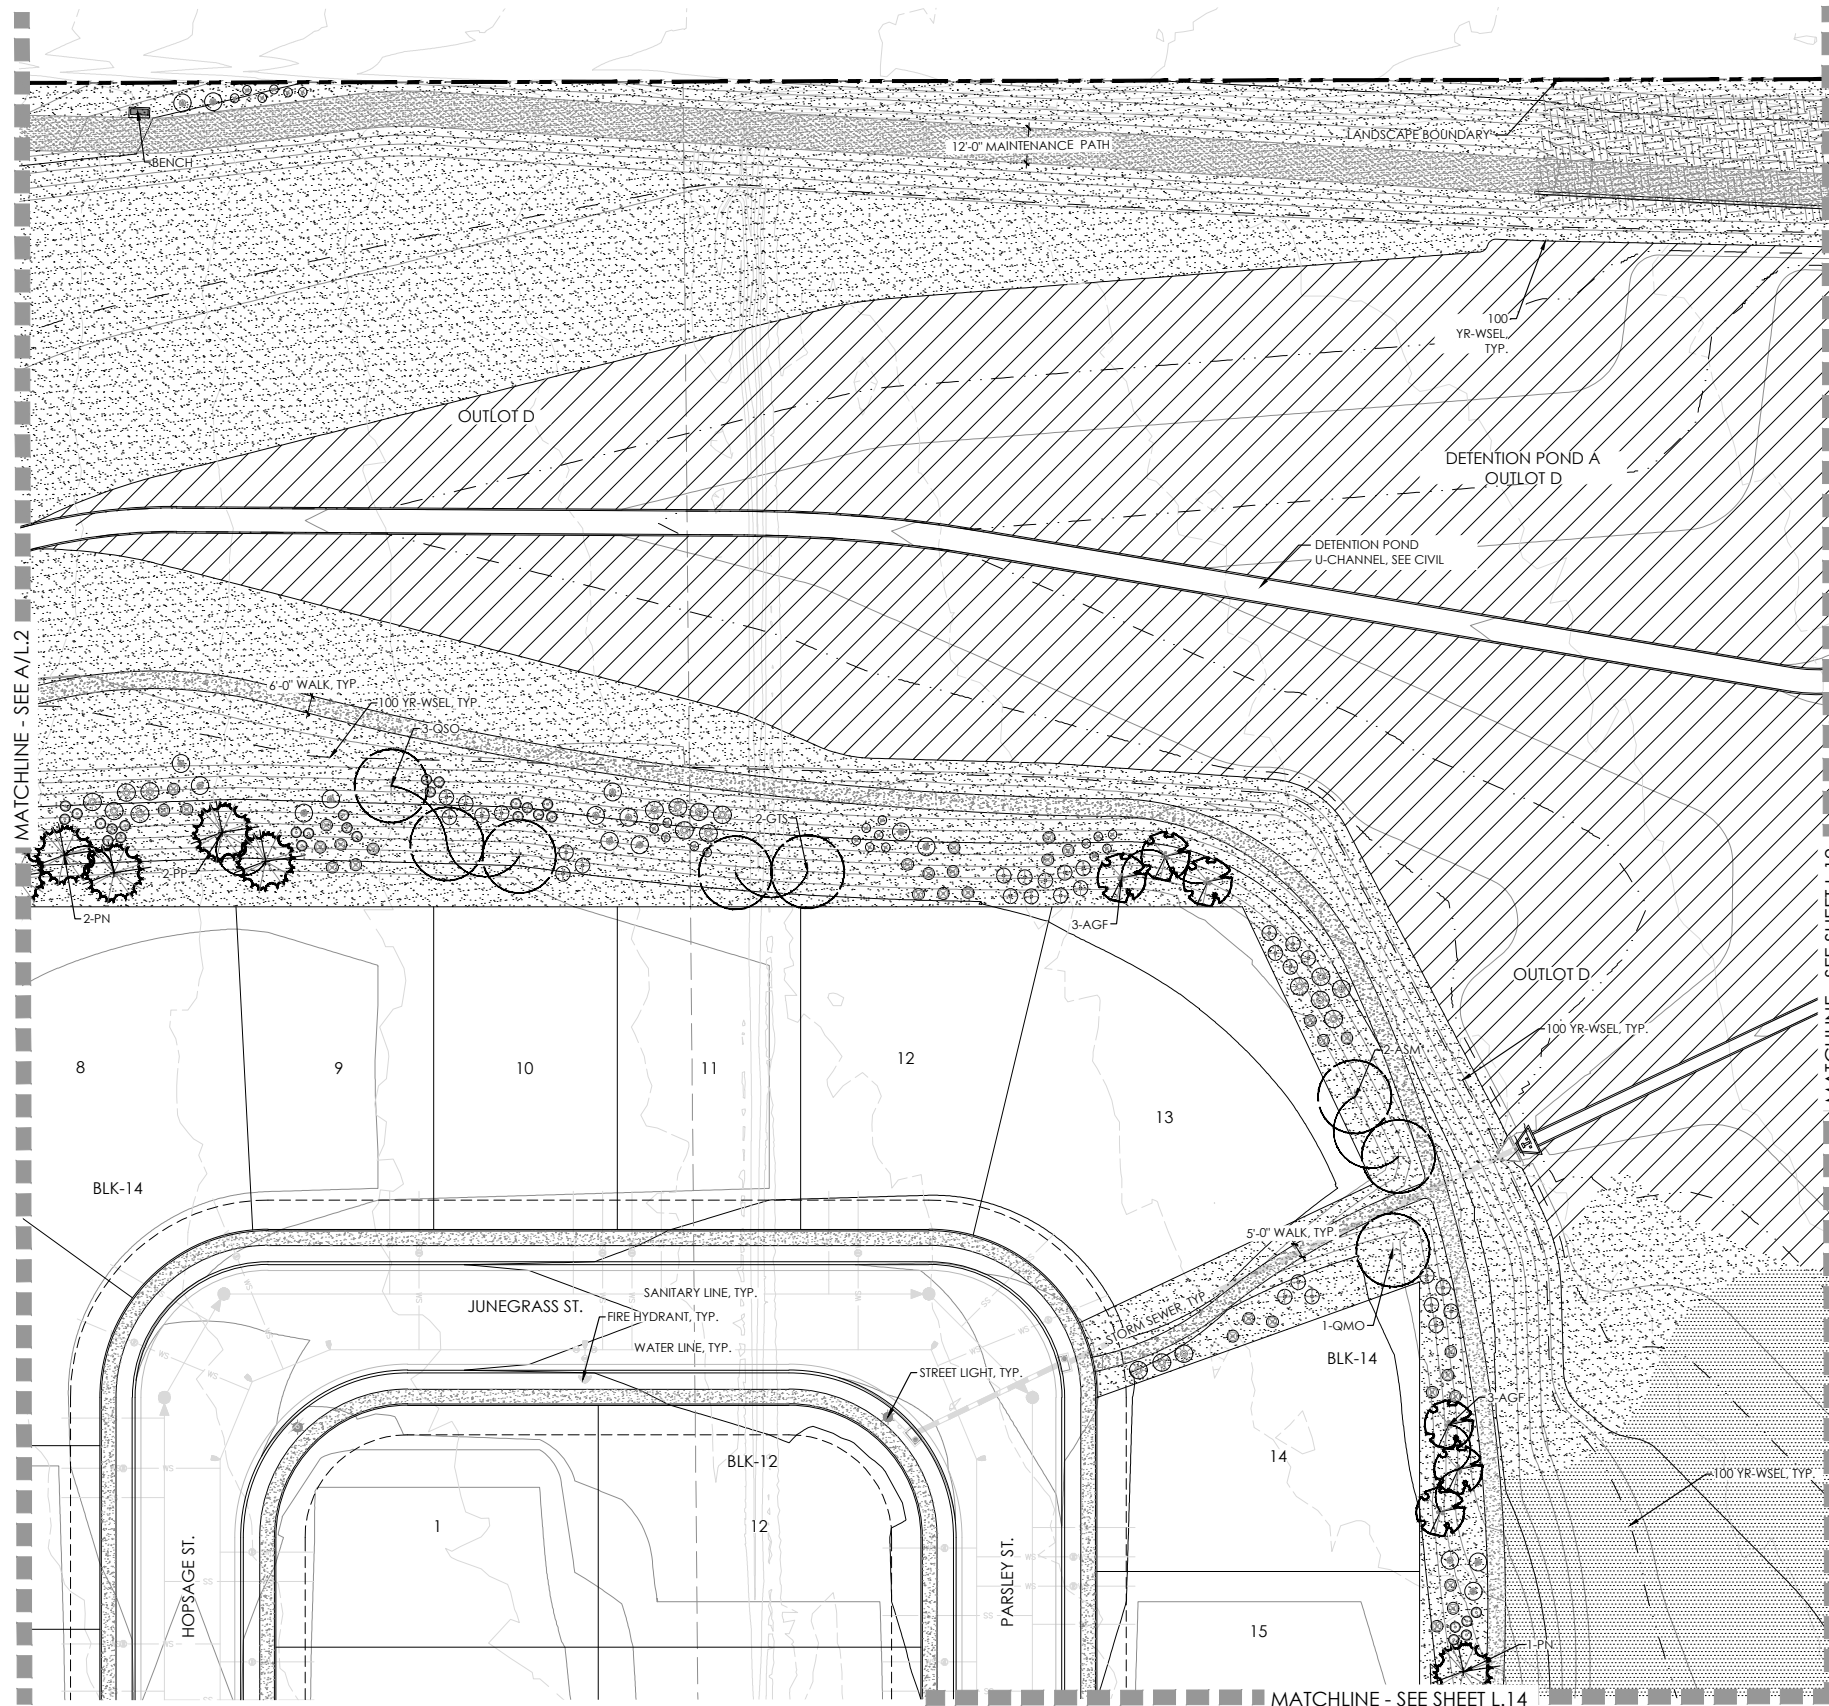 LANDSCAPE BOUNDARY
12'-0" MAINTENANCE PATH
BENCH
100
YR-WSEL,
TYP.
OUTLOT D
DETENTION POND A
OUTLOT D
DETENTION POND
U-CHANNEL, SEE CIVIL
MATCHLINE - SEE A/L2
6'-0" WALK, TYP.
100 YR-WSEL, TYP.
3-QSO
2-GTS
2-PP
2-PN
3-AGF
OUTLOT D
100 YR-WSEL, TYP.
2-ASM
8
9
10
11
12
13
BLK-14
5'-0" WALK, TYP.
SANITARY LINE, TYP.
JUNEGRASS ST.
FIRE HYDRANT, TYP.
WATER LINE, TYP.
STORM SEWER, TYP.
1-QMO
BLK-14
STREET LIGHT, TYP.
3-AGF
BLK-12
14
100 YR-WSEL, TYP.
1
12
HOPSAGE ST.
PARSLEY ST.
15
1-PN
MATCHLINE - SEE SHEET L.14